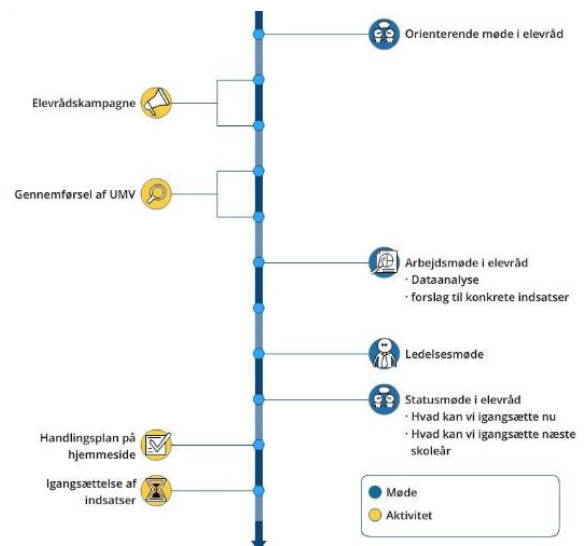 Orienterende møde i elevråd
Elevrådskampagne
Gennemførsel af UMV
Arbejdsmøde i elevråd
· Dataanalyse
· forslag til konkrete indsatser
Ledelsesmøde
Statusmøde i elevråd
· Hvad kan vi igangsætte nu
· Hvad kan vi igangsætte næste
skoleår
Handlingsplan på
hjemmeside
Igangsættelse af
indsatser
Møde
Aktivitet